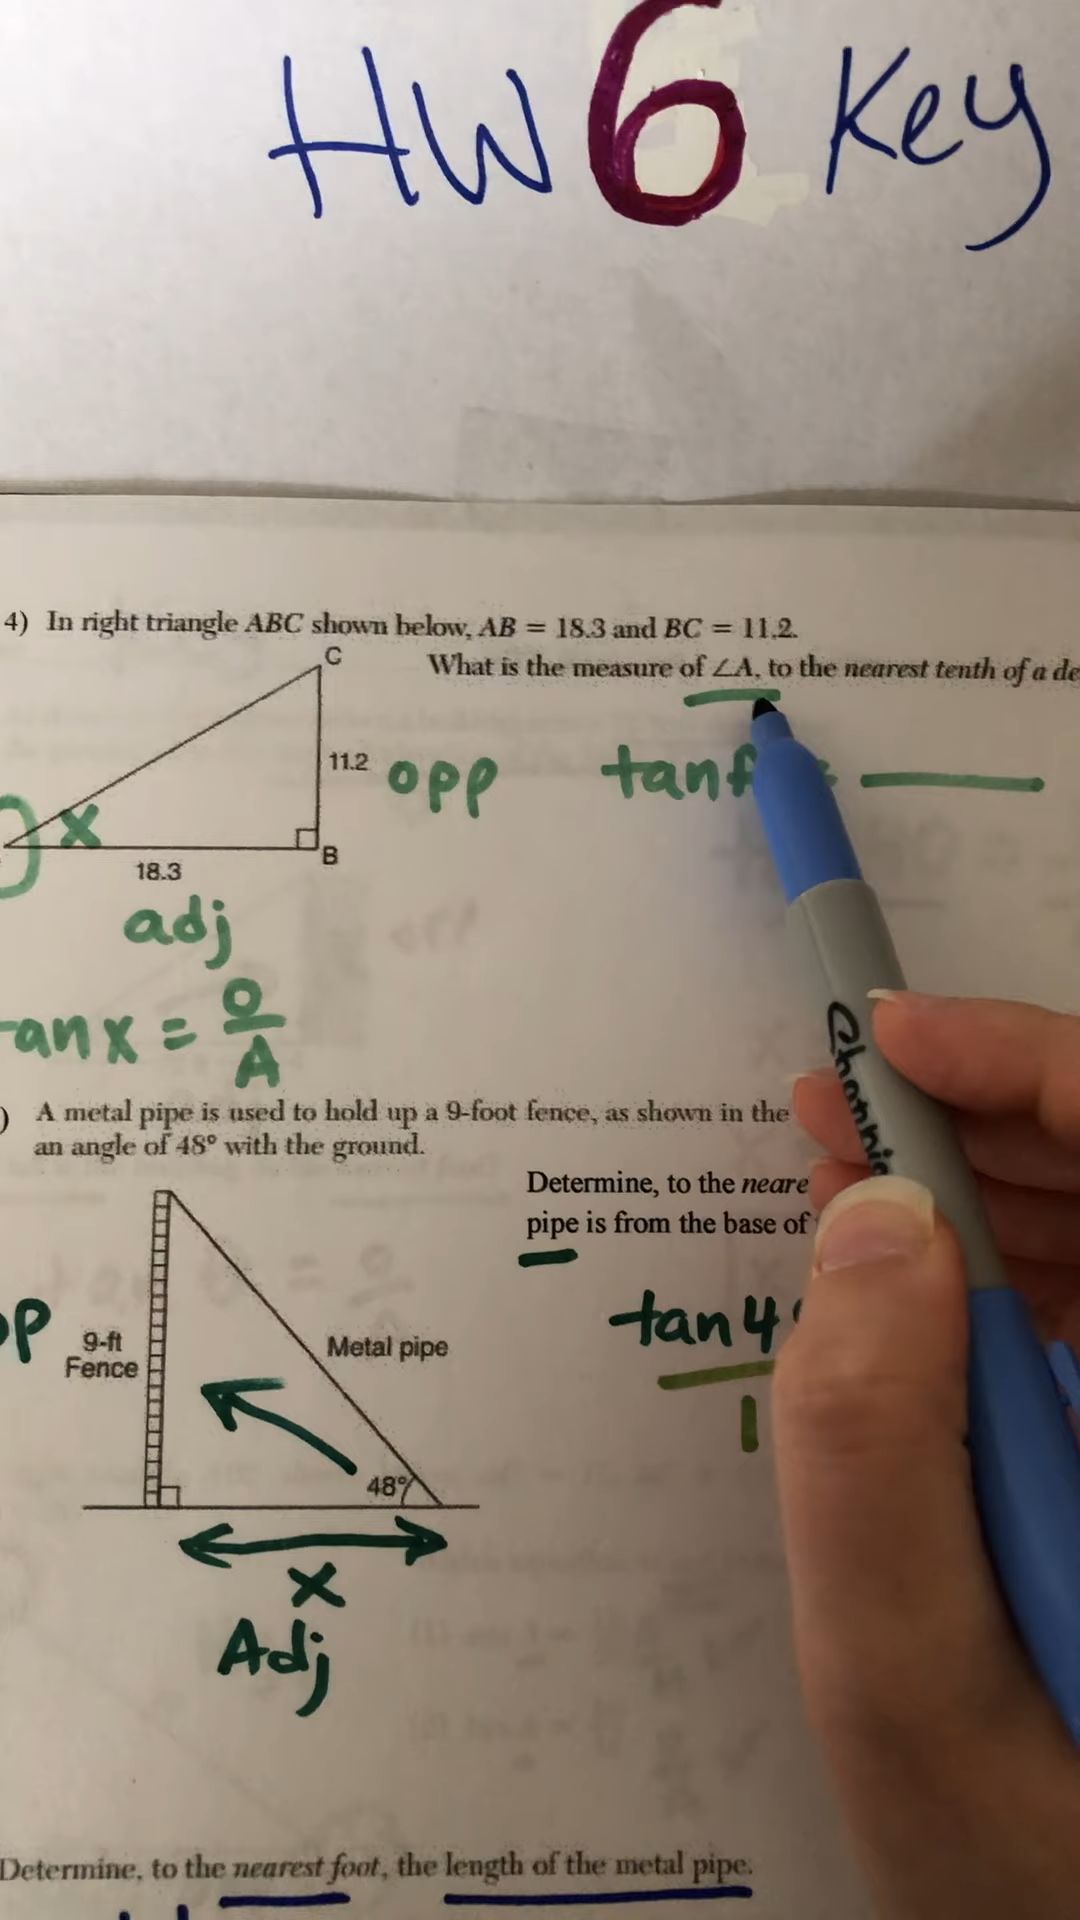 HW 6 Key
4) In right triangle ABC shown below, AB = 18.3 and BC = 11.2.
What is the measure of ∠A, to the nearest tenth of a
C
11.2
opp
x
B
18.3
adj
x = O/A
) A metal pipe is used to hold up a 9-foot fence, as shown in the
an angle of 48° with the ground.
Determine, to the
pipe is from the base of
9-ft
Fence
Metal pipe
48°
tan 4
1
x
Adj
Determine, to the nearest foot, the length of the metal pipe.